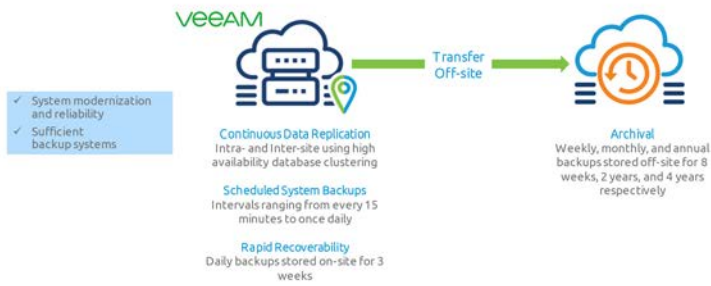 veeAM
✓ System modernization
and reliability
✓ Sufficient
backup systems
Transfer
Off-site
Continuous Data Replication
Intra- and Inter-site using high
availability database clustering
Scheduled System Backups
Intervals ranging from every 15
minutes to once daily
Rapid Recoverability
Daily backups stored on-site for 3
weeks
Archival
Weekly, monthly, and annual
backups stored off-site for 8
weeks, 2 years, and 4 years
respectively